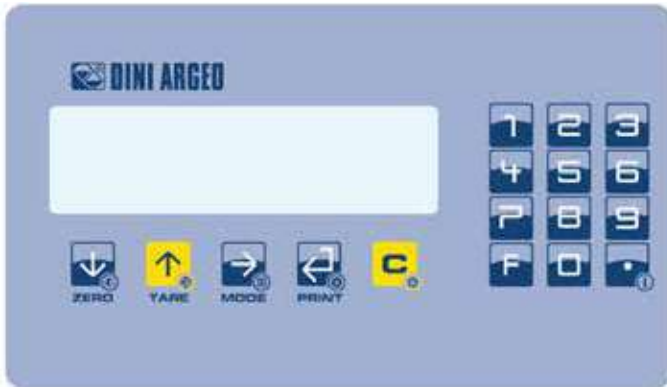 DINI ARGEO
1 2 3
4 5 6
7 8 9
F 0 .
C
ZERO TARE MODE PRINT